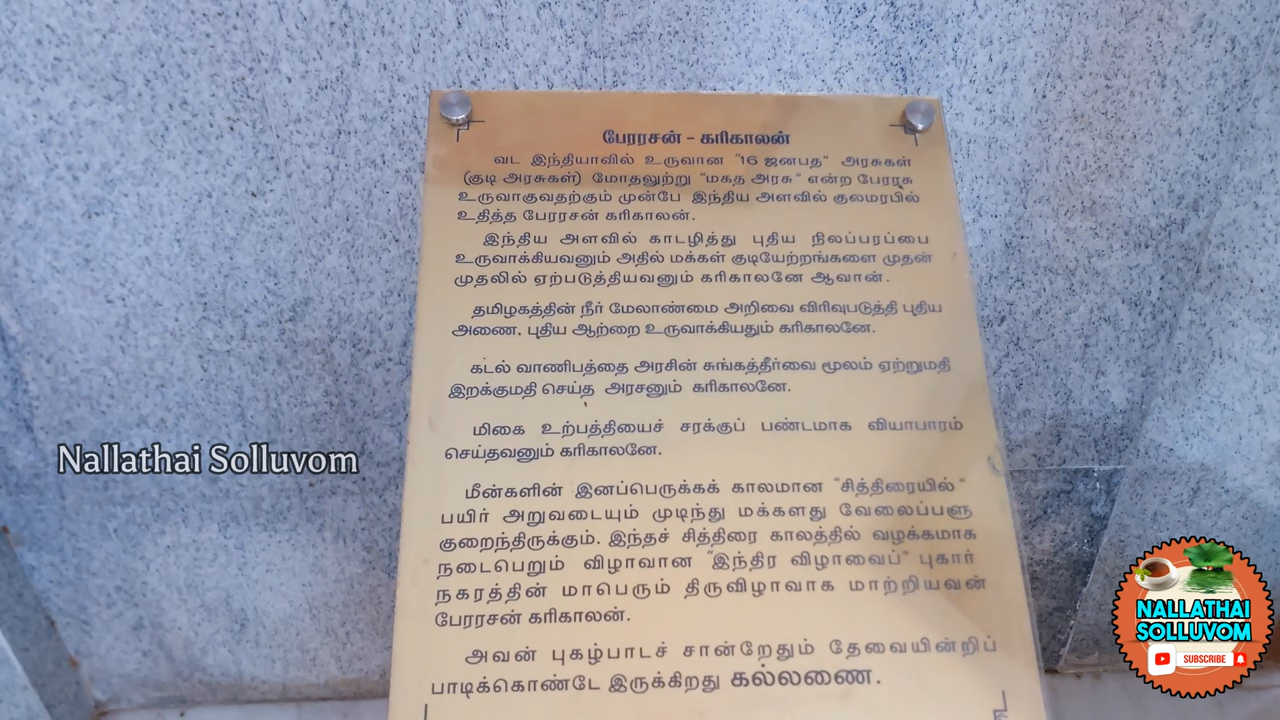 பேரரசன் - கரிகாலன்
வட இந்தியாவில் உருவான "16 ஜனபத" அரசுகள்
(குடி அரசுகள்) மோதலுற்று "மகத அரசு" என்ற பேரரசு
உருவாகுவதற்கும் முன்பே இந்திய அளவில் குலமரபில்
உதித்த பேரரசன் கரிகாலன்.
இந்திய அளவில் காடழித்து புதிய நிலப்பரப்பை
உருவாக்கியவனும் அதில் மக்கள் குடியேற்றங்களை முதன்
முதலில் ஏற்படுத்தியவனும் கரிகாலனே ஆவான்.
தமிழகத்தின் நீர் மேலாண்மை அறிவை விரிவுபடுத்தி புதிய
அணை, புதிய ஆற்றை உருவாக்கியதும் கரிகாலனே.
கடல் வாணிபத்தை அரசின் சுங்கத்தீர்வை மூலம் ஏற்றுமதி
இறக்குமதி செய்த அரசனும் கரிகாலனே.
மிகை உற்பத்தியைச் சரக்குப் பண்டமாக வியாபாரம்
செய்தவனும் கரிகாலனே.
மீன்களின் இனப்பெருக்கக் காலமான "சித்திரையில்"
பயிர் அறுவடையும் முடிந்து மக்களது வேலைப்பளு
குறைந்திருக்கும். இந்தச் சித்திரை காலத்தில் வழக்கமாக
நடைபெறும் விழாவான "இந்திர விழாவைப்" புகார்
நகரத்தின் மாபெரும் திருவிழாவாக மாற்றியவன்
பேரரசன் கரிகாலன்.
அவன் புகழ்பாடச் சான்றேதும் தேவையின்றிப்
பாடிக்கொண்டே இருக்கிறது கல்லணை.
Nallathai Solluvom
NALLATHAI
SOLLUVOM
SUBSCRIBE